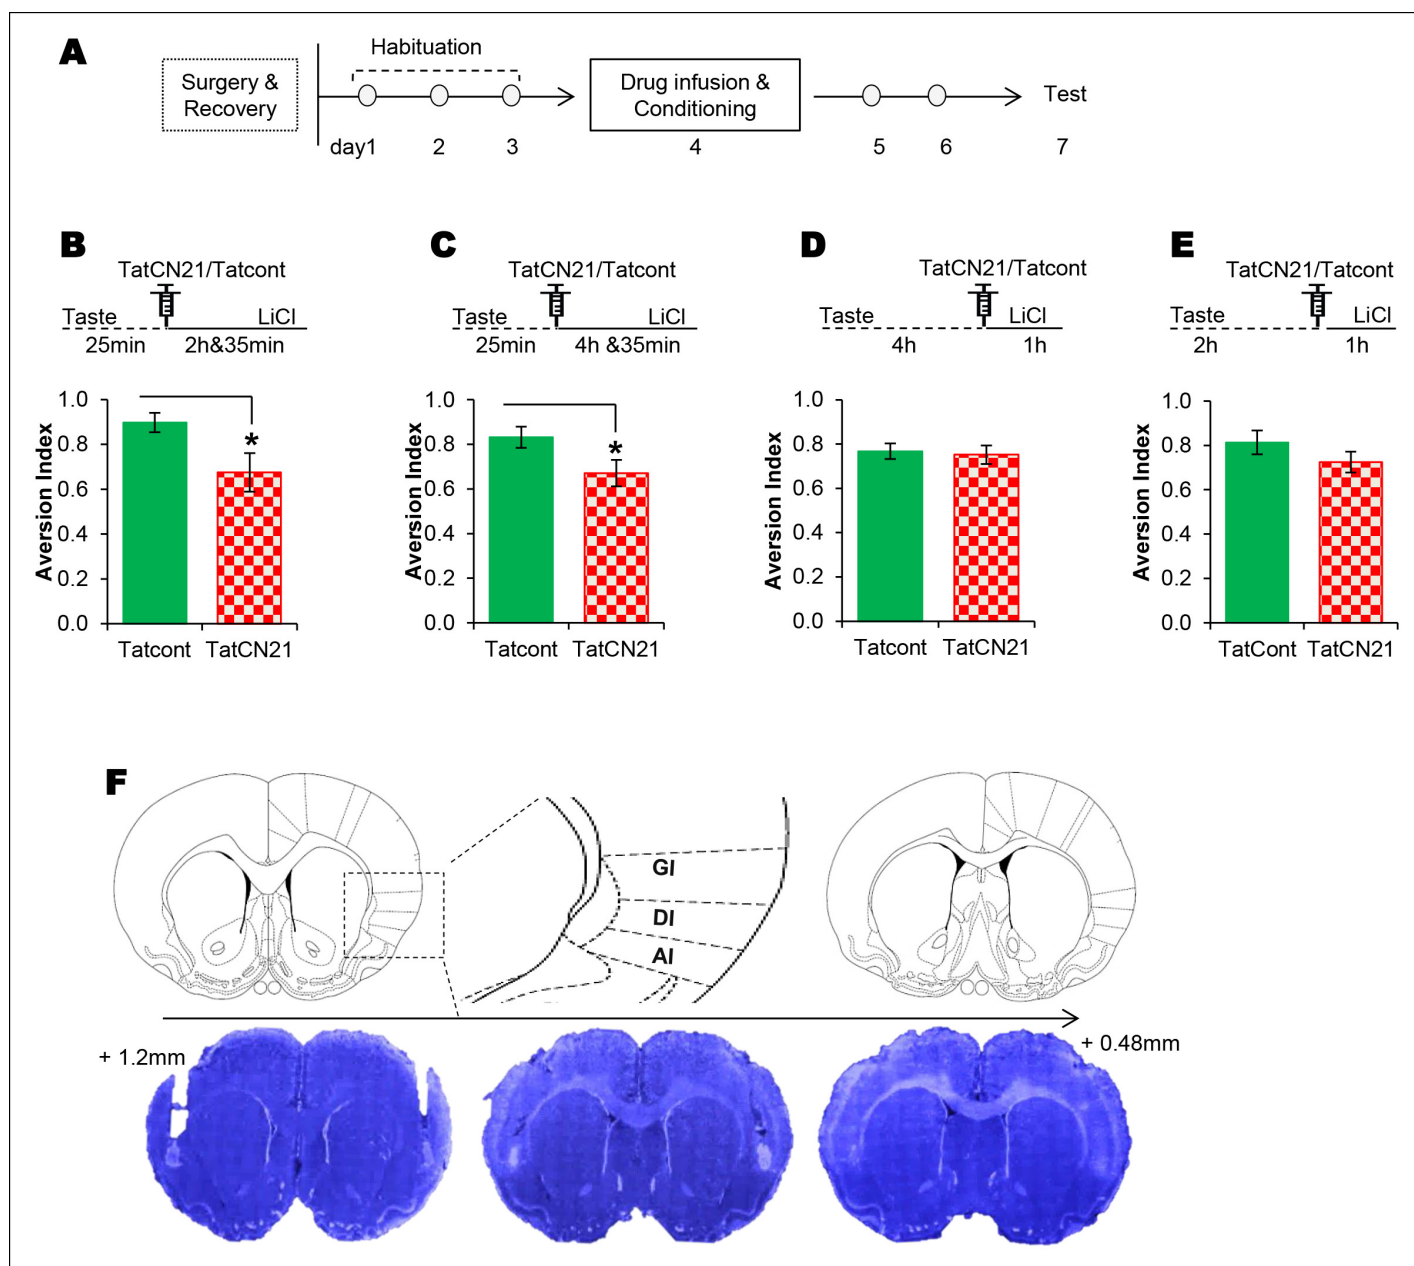 A
Habituation
Surgery &
Recovery
Drug infusion &
Conditioning
Test
day1
2
3
4
5
6
7
B
TatCN21/Tatcont
Taste
LiCl
25min
2h&35min
1.0
0.8
0.6
0.4
0.2
0.0
Aversion Index
*
Tatcont
TatCN21
C
TatCN21/Tatcont
Taste
LiCl
25min
4h &35min
1.0
0.8
0.6
0.4
0.2
0.0
Aversion Index
*
Tatcont
TatCN21
D
TatCN21/Tatcont
Taste
LiCl
4h
1h
1.0
0.8
0.6
0.4
0.2
0.0
Aversion Index
Tatcont
TatCN21
E
TatCN21/Tatcont
Taste
LiCl
2h
1h
1.0
0.8
0.6
0.4
0.2
0.0
Aversion Index
TatCont
TatCN21
F
GI
DI
AI
+ 1.2mm
+ 0.48mm